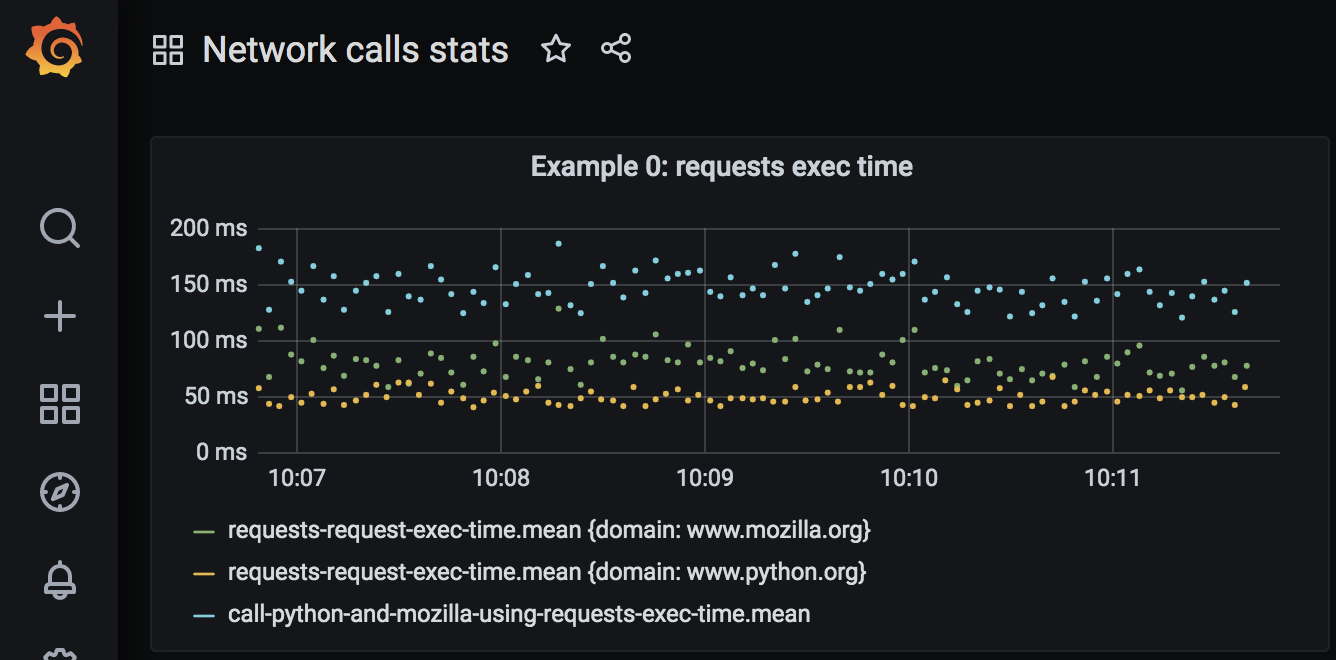 Network calls stats
Example 0: requests exec time
200 ms
150 ms
100 ms
50 ms
0 ms
10:07 10:08 10:09 10:10 10:11
requests-request-exec-time.mean {domain: www.mozilla.org}
requests-request-exec-time.mean {domain: www.python.org}
call-python-and-mozilla-using-requests-exec-time.mean